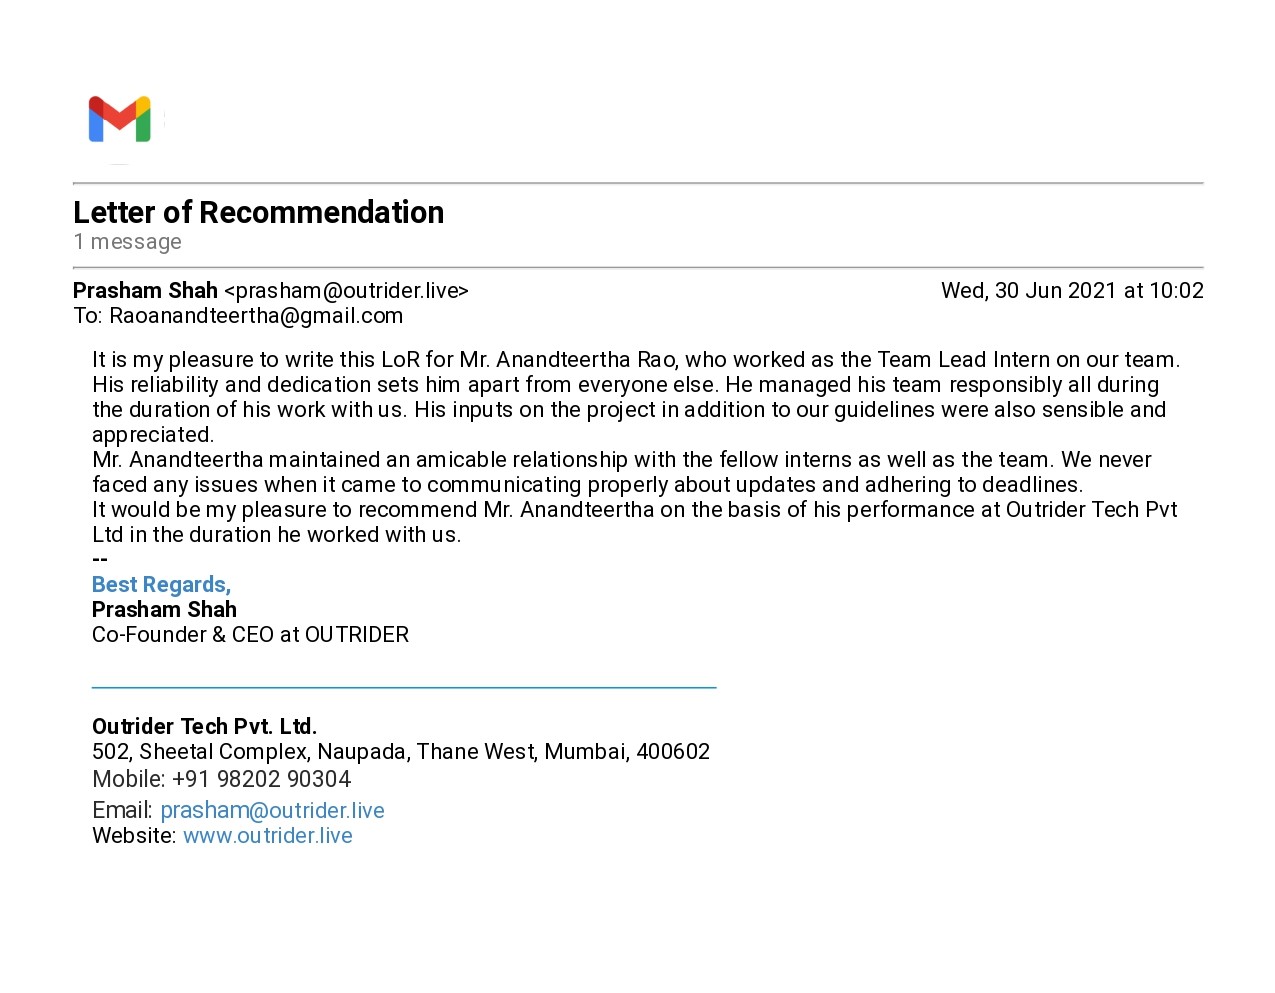 Letter of Recommendation
1 message
Prasham Shah <prasham@outrider.live> Wed, 30 Jun 2021 at 10:02
To: Raoanandteertha@gmail.com
It is my pleasure to write this LoR for Mr. Anandteertha Rao, who worked as the Team Lead Intern on our team.
His reliability and dedication sets him apart from everyone else. He managed his team responsibly all during
the duration of his work with us. His inputs on the project in addition to our guidelines were also sensible and
appreciated.
Mr. Anandteertha maintained an amicable relationship with the fellow interns as well as the team. We never
faced any issues when it came to communicating properly about updates and adhering to deadlines.
It would be my pleasure to recommend Mr. Anandteertha on the basis of his performance at Outrider Tech Pvt
Ltd in the duration he worked with us.
--
Best Regards,
Prasham Shah
Co-Founder & CEO at OUTRIDER
Outrider Tech Pvt. Ltd.
502, Sheetal Complex, Naupada, Thane West, Mumbai, 400602
Mobile: +91 98202 90304
Email: prasham@outrider.live
Website: www.outrider.live